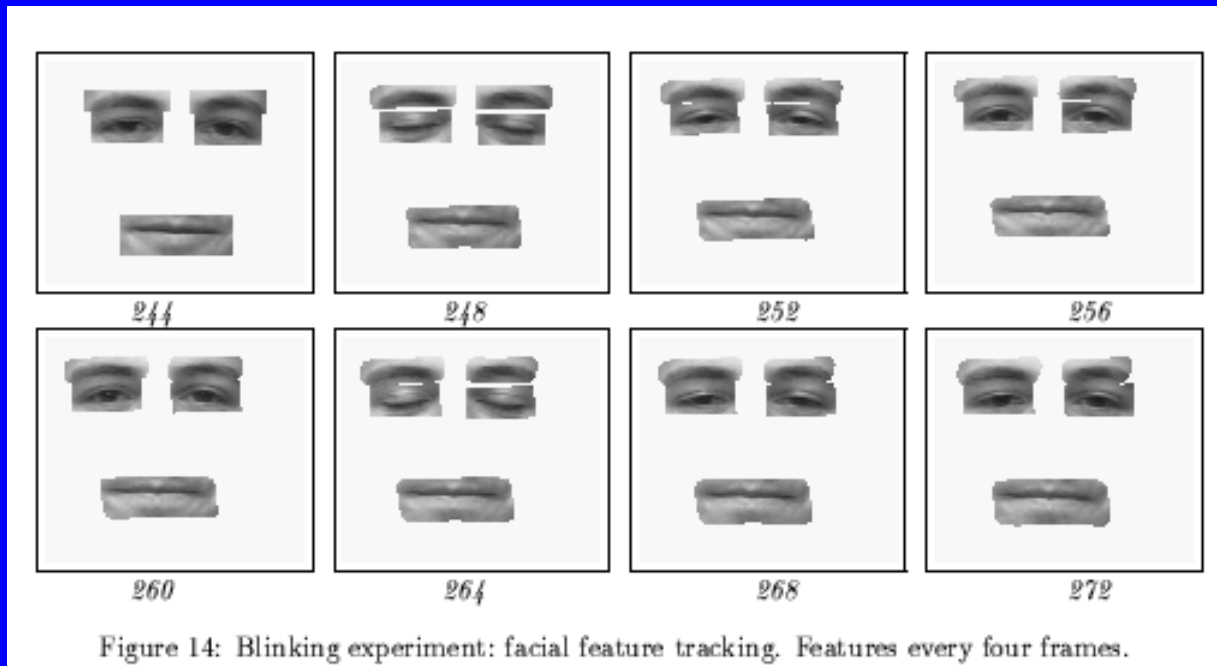 244 248 252 256
260 264 268 272
Figure 14: Blinking experiment: facial feature tracking. Features every four frames.